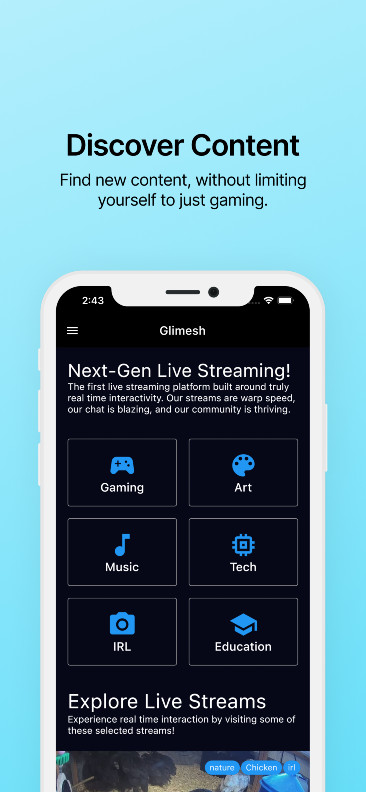 Discover Content
Find new content, without limiting
yourself to just gaming.
2:43
Glimesh
Next-Gen Live Streaming!
The first live streaming platform built around truly
real time interactivity. Our streams are warp speed,
our chat is blazing, and our community is thriving.
Gaming
Art
Music
Tech
IRL
Education
Explore Live Streams
Experience real time interaction by visiting some of
these selected streams!
nature Chicken irl